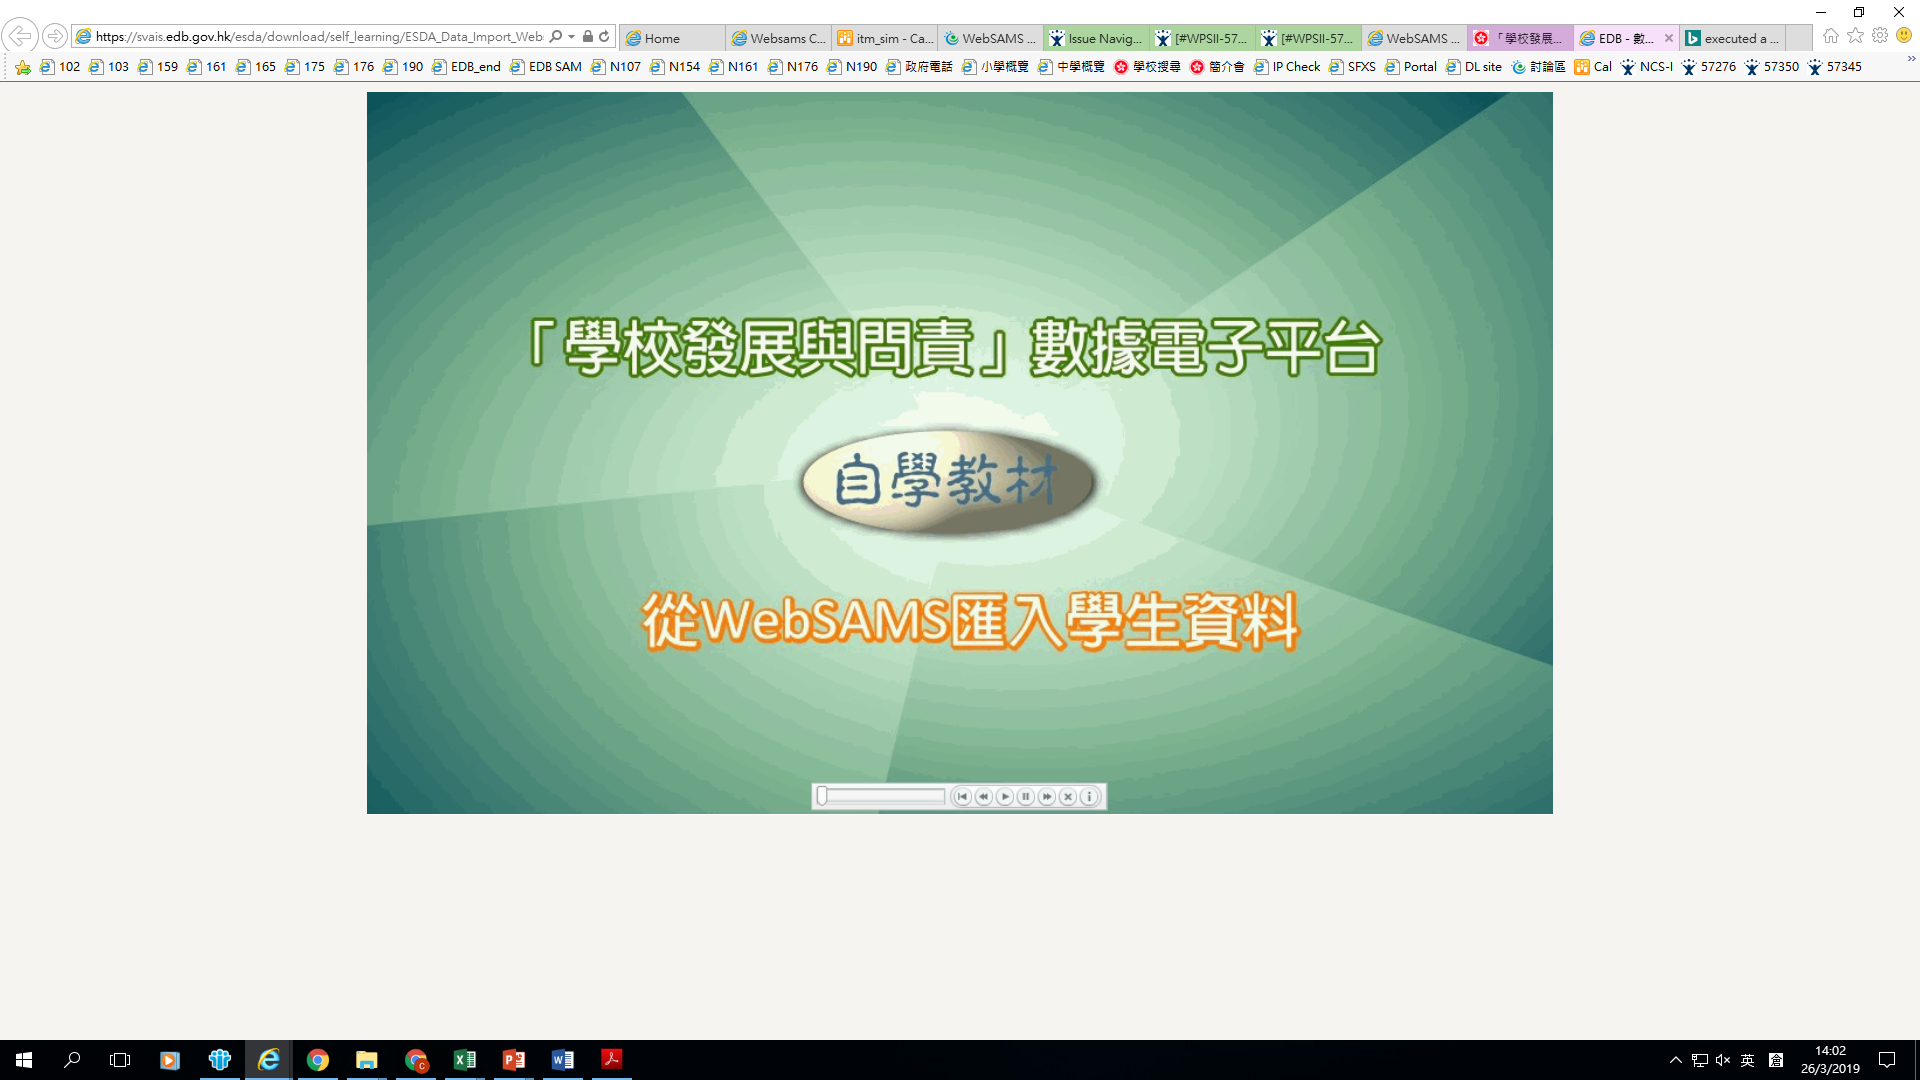 https://svais.edb.gov.hk/esda/download/self_learning/ESDA_Data_Import_Web
Home
Websams C...
itm_sim - Ca...
WebSAMS ...
Issue Navig...
[#WPSII-57...
[#WPSII-57...
WebSAMS ...
「學校發展...
EDB - 數...
executed a ...
102 103 159 161 165 175 176 190 EDB_end EDB SAM N107 N154 N161 N176 N190 政府電話 小學概覽 中學概覽 學校搜尋 簡介會 IP Check SFXS Portal DL site 討論區 Cal NCS-I 57276 57350 57345
「學校發展與問責」數據電子平台
自學教材
從WebSAMS匯入學生資料
英 倉
14:02
26/3/2019